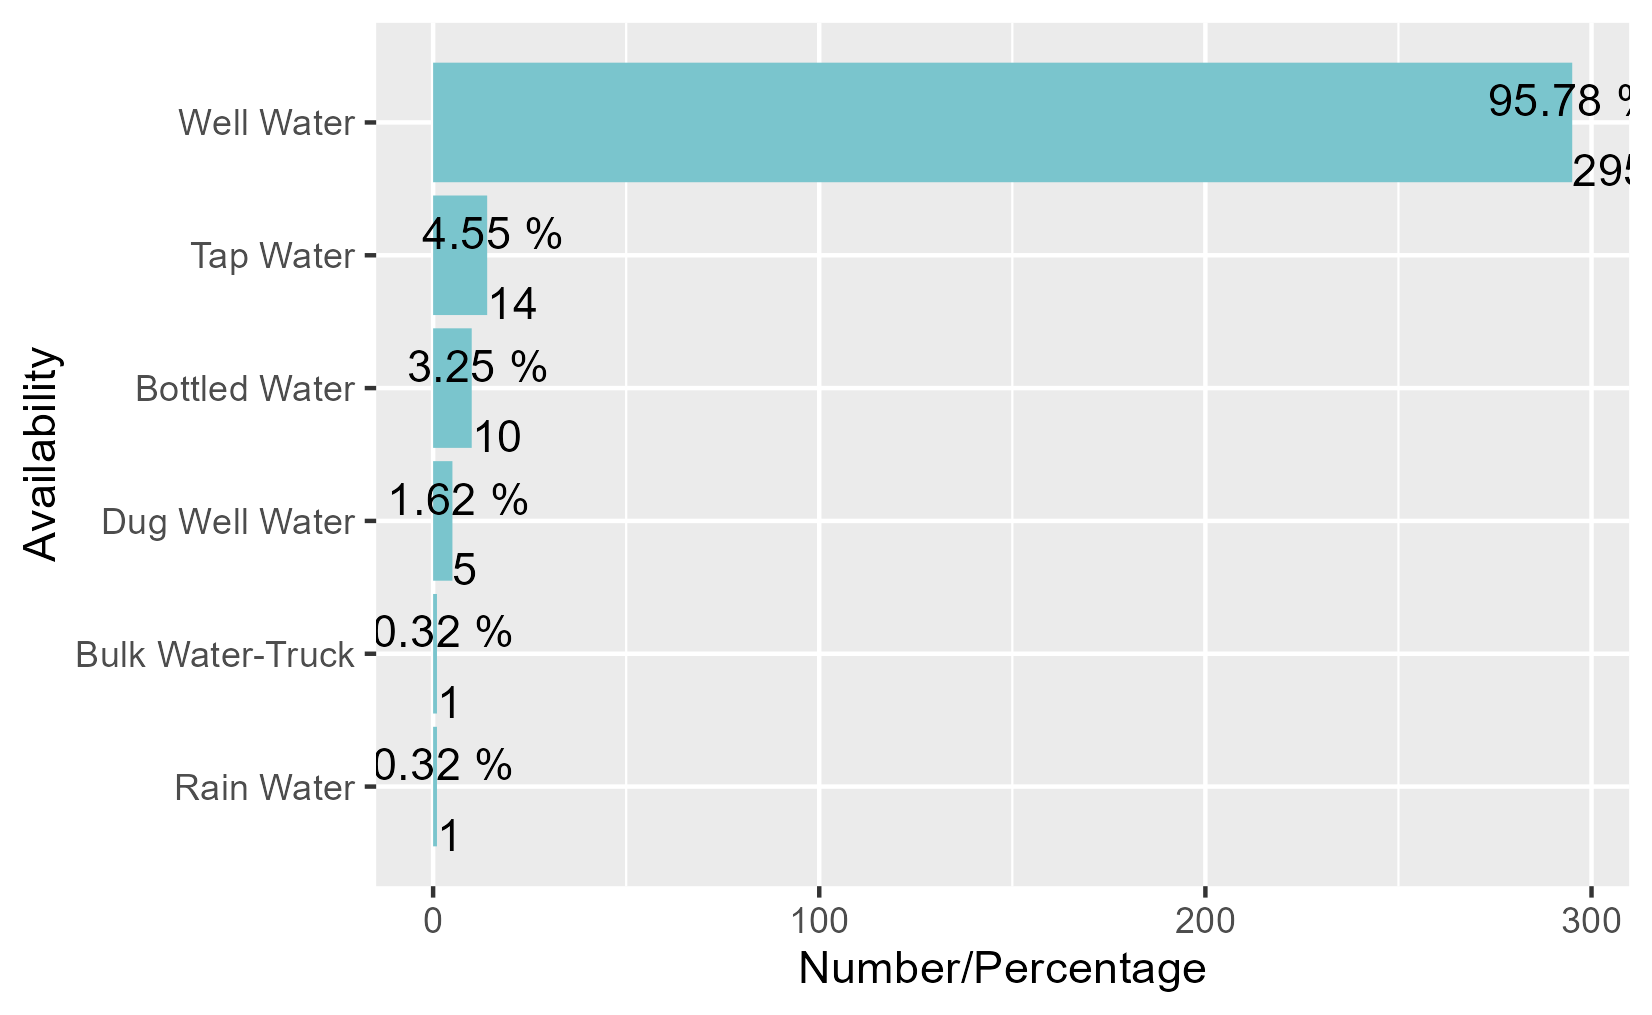 Well Water
95.78 %
295
Tap Water
4.55 %
14
Bottled Water
3.25 %
10
Dug Well Water
1.62 %
5
Bulk Water-Truck
0.32 %
1
Rain Water
0.32 %
1
Availability
0 100 200 300
Number/Percentage